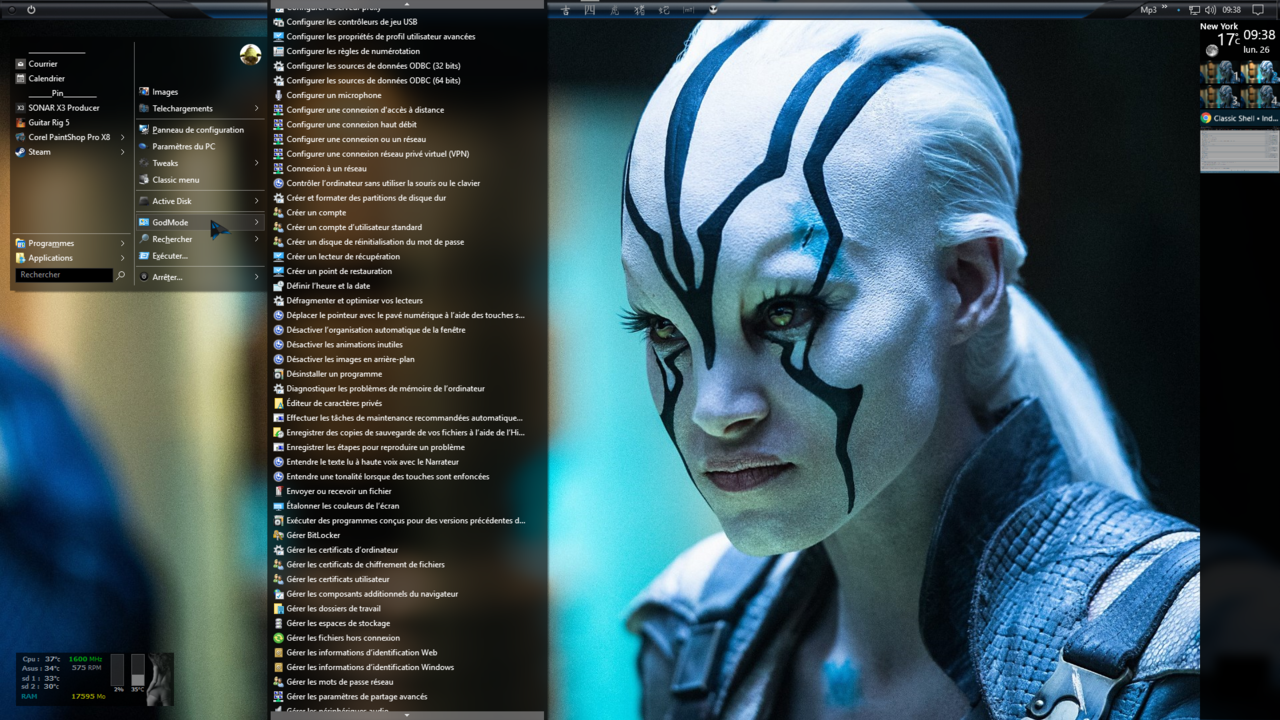 Mp3
09:38
New York
17°c
09:38
lun. 26
Classic Shell • Ind...
Courrier
Calendrier
Pin
SONAR X3 Producer
Guitar Rig 5
Corel PaintShop Pro X8
Steam
Programmes
Applications
Rechercher
Images
Telechargements
Panneau de configuration
Paramètres du PC
Tweaks
Classic menu
Active Disk
GodMode
Rechercher
Exécuter...
Arrêter...
Configurer le serveur proxy
Configurer les contrôleurs de jeu USB
Configurer les propriétés de profil utilisateur avancées
Configurer les règles de numérotation
Configurer les sources de données ODBC (32 bits)
Configurer les sources de données ODBC (64 bits)
Configurer un microphone
Configurer une connexion d'accès à distance
Configurer une connexion haut débit
Configurer une connexion ou un réseau
Configurer une connexion réseau privé virtuel (VPN)
Connexion à un réseau
Contrôler l'ordinateur sans utiliser la souris ou le clavier
Créer et formater des partitions de disque dur
Créer un compte
Créer un compte d'utilisateur standard
Créer un disque de réinitialisation du mot de passe
Créer un lecteur de récupération
Créer un point de restauration
Définir l'heure et la date
Défragmenter et optimiser vos lecteurs
Déplacer le pointeur avec le pavé numérique à l'aide des touches s...
Désactiver l'organisation automatique de la fenêtre
Désactiver les animations inutiles
Désactiver les images en arrière-plan
Désinstaller un programme
Diagnostiquer les problèmes de mémoire de l'ordinateur
Éditeur de caractères privés
Effectuer les tâches de maintenance recommandées automatique...
Enregistrer des copies de sauvegarde de vos fichiers à l'aide de l'Hi...
Enregistrer les étapes pour reproduire un problème
Entendre le texte lu à haute voix avec le Narrateur
Entendre une tonalité lorsque des touches sont enfoncées
Envoyer ou recevoir un fichier
Étalonner les couleurs de l'écran
Exécuter des programmes conçus pour des versions précédentes d...
Gérer BitLocker
Gérer les certificats d'ordinateur
Gérer les certificats de chiffrement de fichiers
Gérer les certificats utilisateur
Gérer les composants additionnels du navigateur
Gérer les dossiers de travail
Gérer les espaces de stockage
Gérer les fichiers hors connexion
Gérer les informations d'identification Web
Gérer les informations d'identification Windows
Gérer les mots de passe réseau
Gérer les paramètres de partage avancés
Gérer les périphériques audio
Cpu : 37°c 1600 MHz
Asus : 34°c 575 RPM
sd 1 : 33°c
sd 2 : 30°c
RAM 17595 Mo
2% 35°C